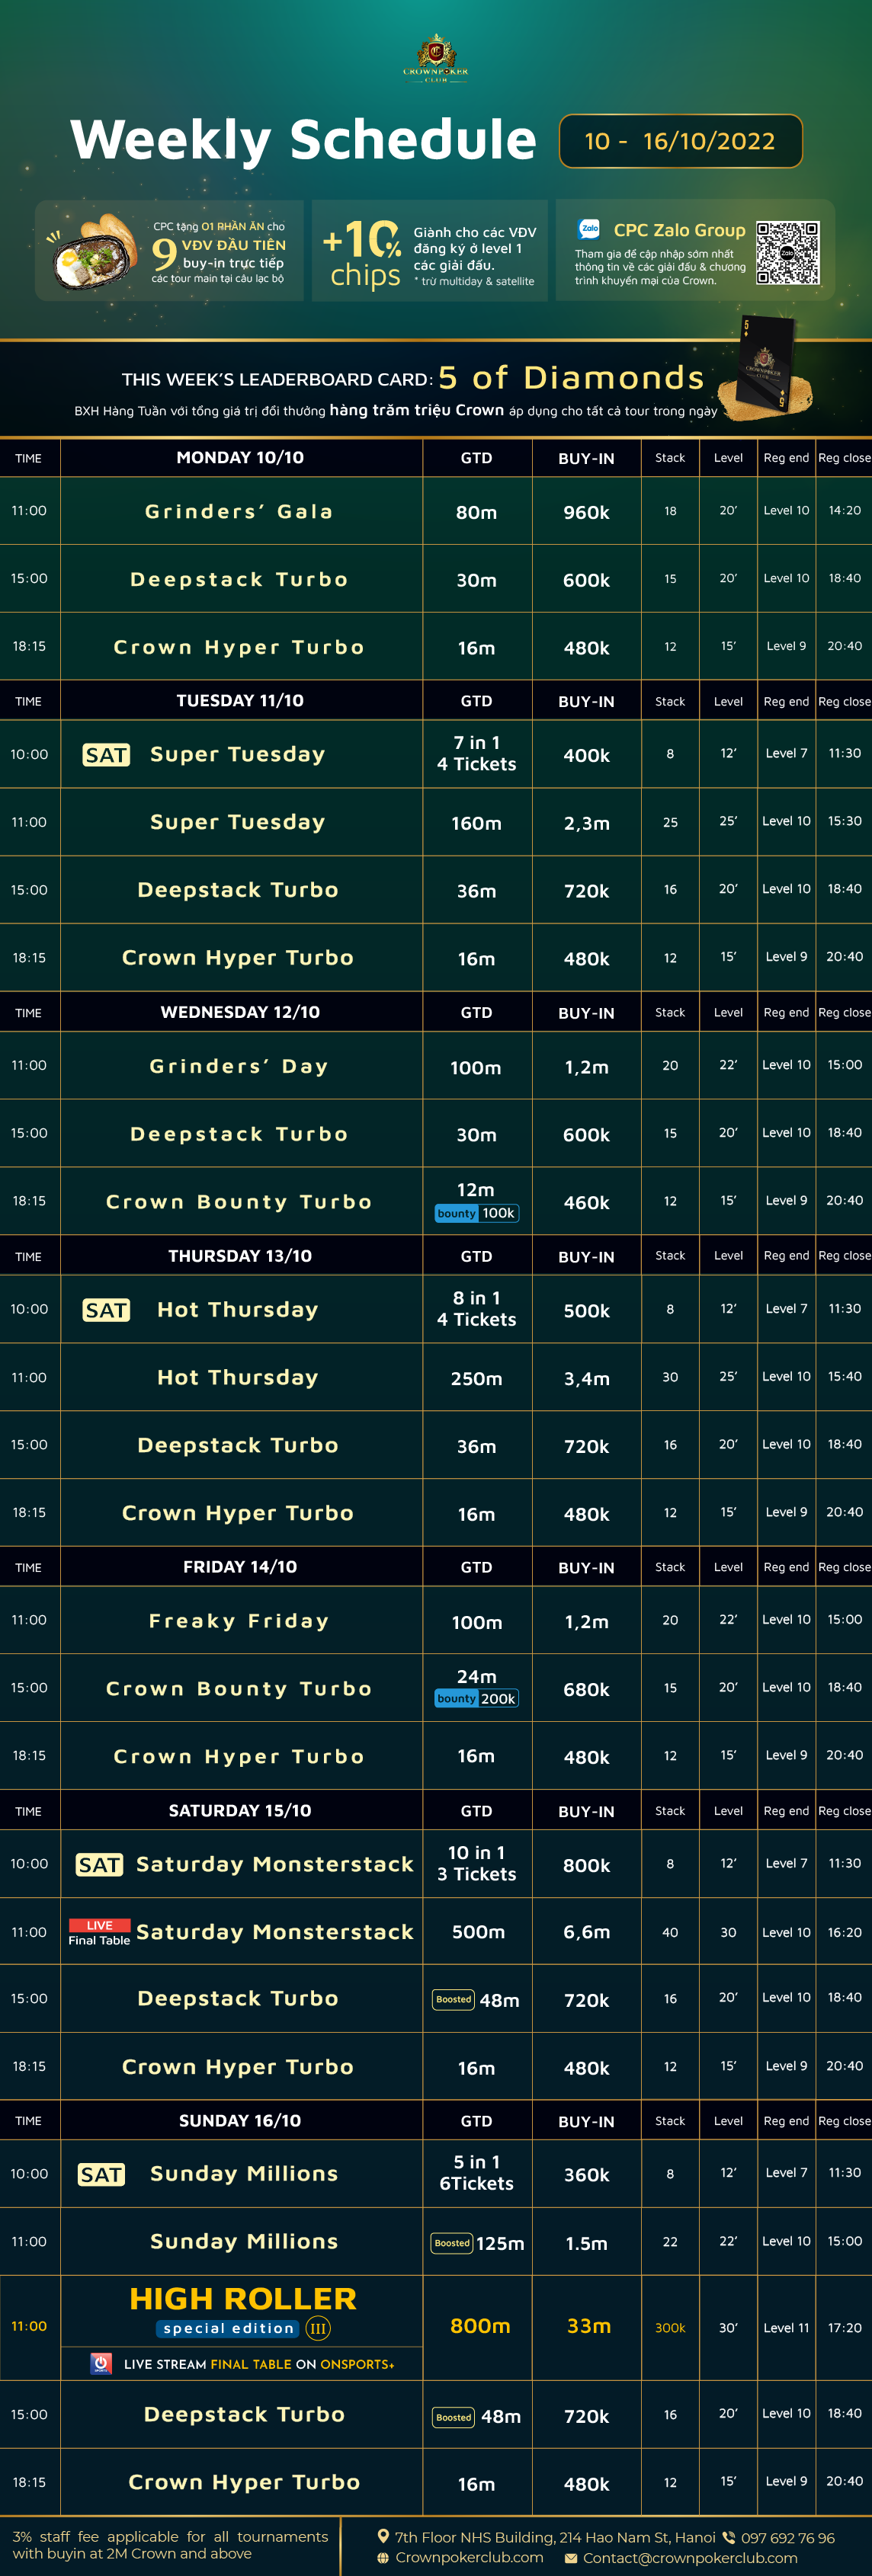 CROWNPOKER
CLUB
Weekly Schedule
10 - 16/10/2022
CPC tặng 01 PHẦN ĂN cho
9 VĐV ĐẦU TIÊN
buy-in trực tiếp
các tour main tại câu lạc bộ
+10% chips
Giành cho các VĐV
đăng ký ở level 1
các giải đấu.
* trừ multiday & satellite
Zalo CPC Zalo Group
Tham gia để cập nhập sớm nhất
thông tin về các giải đấu & chương
trình khuyến mại của Crown.
Zalo
THIS WEEK'S LEADERBOARD CARD: 5 of Diamonds
BXH Hàng Tuần với tổng giá trị đổi thưởng hàng trăm triệu Crown áp dụng cho tất cả tour trong ngày
5
CROWNPOKER
CLUB
5
TIME MONDAY 10/10 GTD BUY-IN Stack Level Reg end Reg close
11:00 Grinders’ Gala 80m 960k 18 20’ Level 10 14:20
15:00 Deepstack Turbo 30m 600k 15 20’ Level 10 18:40
18:15 Crown Hyper Turbo 16m 480k 12 15’ Level 9 20:40
TIME TUESDAY 11/10 GTD BUY-IN Stack Level Reg end Reg close
10:00 SAT Super Tuesday 7 in 1 4 Tickets 400k 8 12’ Level 7 11:30
11:00 Super Tuesday 160m 2,3m 25 25’ Level 10 15:30
15:00 Deepstack Turbo 36m 720k 16 20’ Level 10 18:40
18:15 Crown Hyper Turbo 16m 480k 12 15’ Level 9 20:40
TIME WEDNESDAY 12/10 GTD BUY-IN Stack Level Reg end Reg close
11:00 Grinders’ Day 100m 1,2m 20 22’ Level 10 15:00
15:00 Deepstack Turbo 30m 600k 15 20’ Level 10 18:40
18:15 Crown Bounty Turbo 12m bounty 100k 460k 12 15’ Level 9 20:40
TIME THURSDAY 13/10 GTD BUY-IN Stack Level Reg end Reg close
10:00 SAT Hot Thursday 8 in 1 4 Tickets 500k 8 12’ Level 7 11:30
11:00 Hot Thursday 250m 3,4m 30 25’ Level 10 15:40
15:00 Deepstack Turbo 36m 720k 16 20’ Level 10 18:40
18:15 Crown Hyper Turbo 16m 480k 12 15’ Level 9 20:40
TIME FRIDAY 14/10 GTD BUY-IN Stack Level Reg end Reg close
11:00 Freaky Friday 100m 1,2m 20 22’ Level 10 15:00
15:00 Crown Bounty Turbo 24m bounty 200k 680k 15 20’ Level 10 18:40
18:15 Crown Hyper Turbo 16m 480k 12 15’ Level 9 20:40
TIME SATURDAY 15/10 GTD BUY-IN Stack Level Reg end Reg close
10:00 SAT Saturday Monsterstack 10 in 1 3 Tickets 800k 8 12’ Level 7 11:30
11:00 LIVE Final Table Saturday Monsterstack 500m 6,6m 40 30 Level 10 16:20
15:00 Deepstack Turbo Boosted 48m 720k 16 20’ Level 10 18:40
18:15 Crown Hyper Turbo 16m 480k 12 15’ Level 9 20:40
TIME SUNDAY 16/10 GTD BUY-IN Stack Level Reg end Reg close
10:00 SAT Sunday Millions 5 in 1 6Tickets 360k 8 12’ Level 7 11:30
11:00 Sunday Millions Boosted 125m 1.5m 22 22’ Level 10 15:00
11:00 HIGH ROLLER special edition III 800m 33m 300k 30’ Level 11 17:20
LIVE STREAM FINAL TABLE ON ONSPORTS+
15:00 Deepstack Turbo Boosted 48m 720k 16 20’ Level 10 18:40
18:15 Crown Hyper Turbo 16m 480k 12 15’ Level 9 20:40
3% staff fee applicable for all tournaments
with buyin at 2M Crown and above
7th Floor NHS Building, 214 Hao Nam St, Hanoi 097 692 76 96
Crownpokerclub.com Contact@crownpokerclub.com